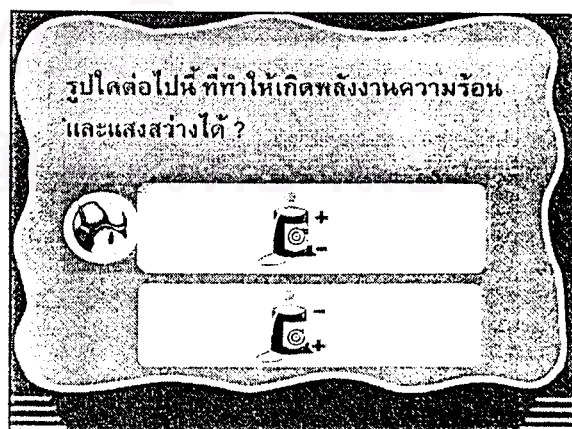 รูปใดต่อไปนี้ ที่ทำให้เกิดพลังงานความร้อน
และแสงสว่างได้ ?
+
-
-
+